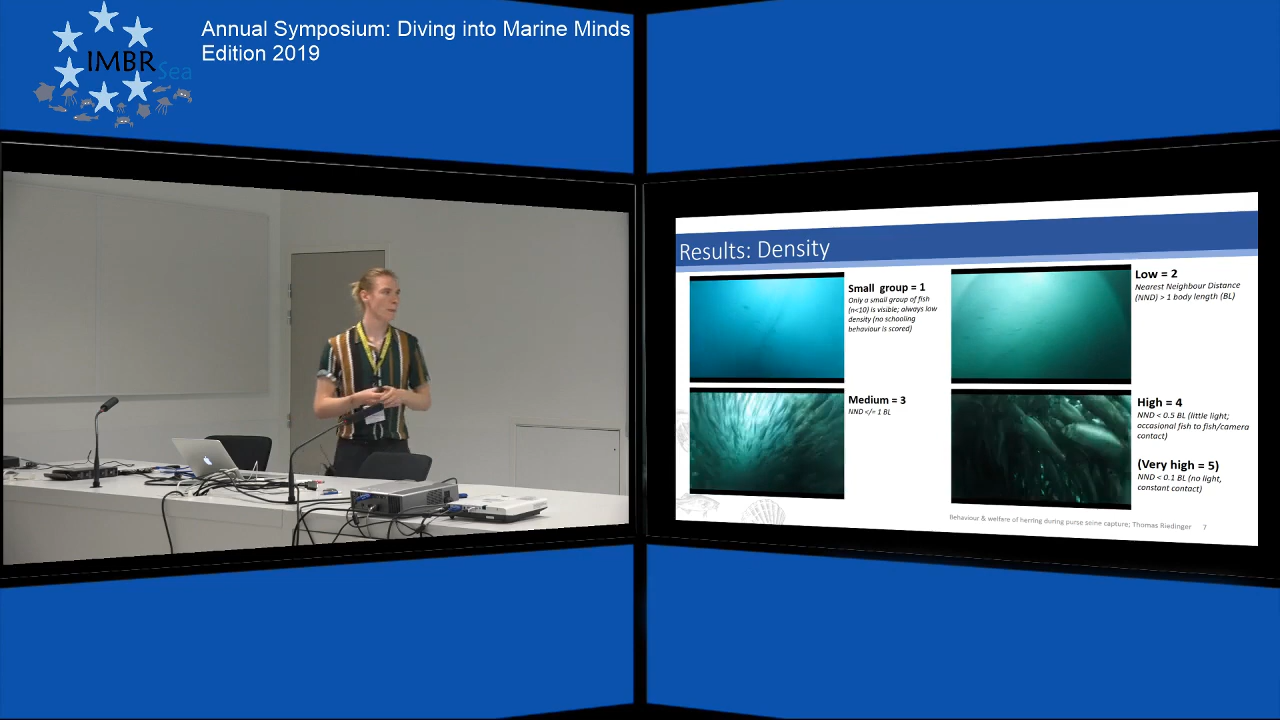 Annual Symposium: Diving into Marine Minds
Edition 2019
IMBRSea
Results: Density
Small group = 1
Only a small group of fish
(n<10) is visible; always low
density (no schooling
behaviour is scored)
Low = 2
Nearest Neighbour Distance
(NND) > 1 body length (BL)
Medium = 3
NND </= 1 BL
High = 4
NND < 0.5 BL (little light;
occasional fish to fish/camera
contact)
(Very high = 5)
NND < 0.1 BL (no light,
constant contact)
Behaviour & welfare of herring during purse seine capture; Thomas Riedinger 7